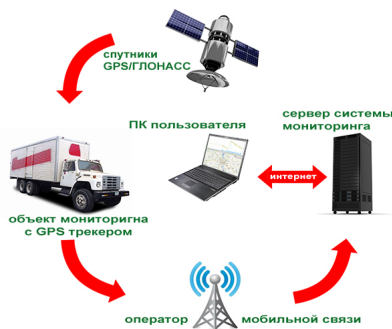 спутники
GPS/ГЛОНАСС
ПК пользователя
сервер системы
мониторинга
интернет
объект мониторигна
с GPS трекером
оператор мобильной связи